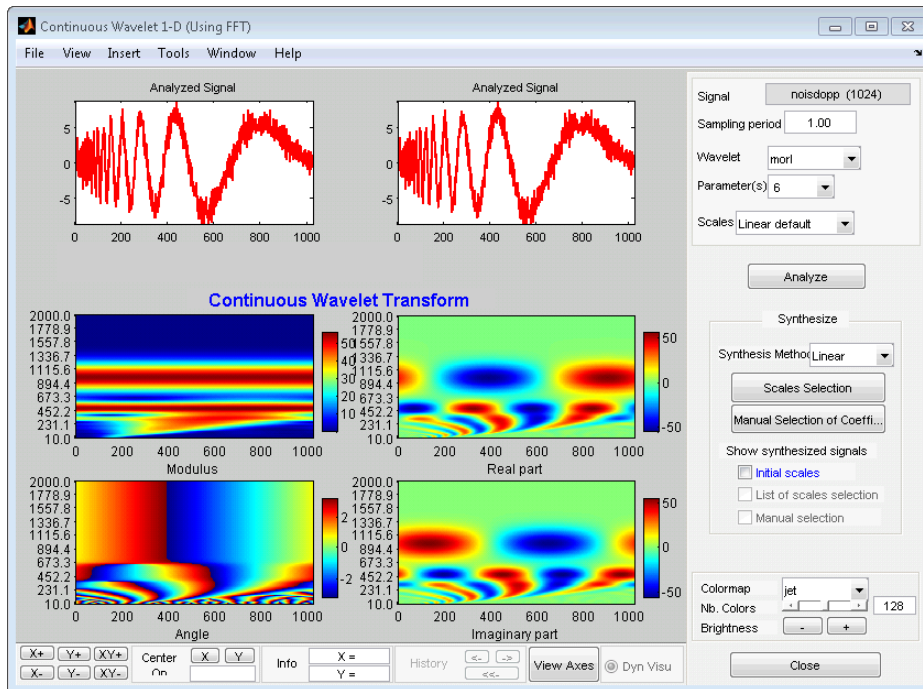 Continuous Wavelet 1-D (Using FFT)
File View Insert Tools Window Help
Analyzed Signal
5
0
-5
0 200 400 600 800 1000
Analyzed Signal
5
0
-5
0 200 400 600 800 1000
Continuous Wavelet Transform
2000.0
1778.9
1557.8
1336.7
1115.6
894.4
673.3
452.2
231.1
10.0
0 200 400 600 800 1000
50
40
30
20
10
Modulus
2000.0
1778.9
1557.8
1336.7
1115.6
894.4
673.3
452.2
231.1
10.0
0 200 400 600 800 1000
50
0
-50
Real part
2000.0
1778.9
1557.8
1336.7
1115.6
894.4
673.3
452.2
231.1
10.0
0 200 400 600 800 1000
2
0
-2
Angle
2000.0
1778.9
1557.8
1336.7
1115.6
894.4
673.3
452.2
231.1
10.0
0 200 400 600 800 1000
50
0
-50
Imaginary part
Signal noisdopp (1024)
Sampling period 1.00
Wavelet morl
Parameter(s) 6
Scales Linear default
Analyze
Synthesize
Synthesis Method Linear
Scales Selection
Manual Selection of Coeffi...
Show synthesized signals
Initial scales
List of scales selection
Manual selection
Colormap jet
Nb. Colors 128
Brightness - +
Close
X+ Y+ XY+
X- Y- XY-
Center On X Y
Info X =
Y =
History <- ->
<<-
View Axes
Dyn Visu